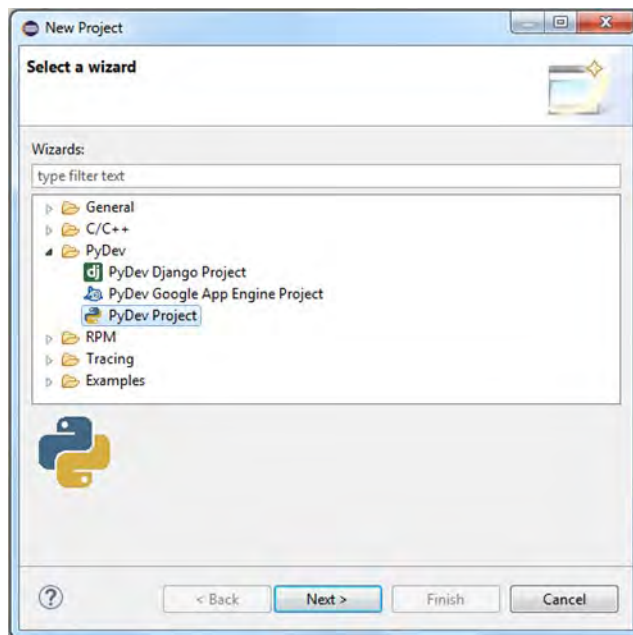 New Project
Select a wizard
Wizards:
type filter text
General
C/C++
PyDev
dj PyDev Django Project
PyDev Google App Engine Project
PyDev Project
RPM
Tracing
Examples
? < Back Next > Finish Cancel